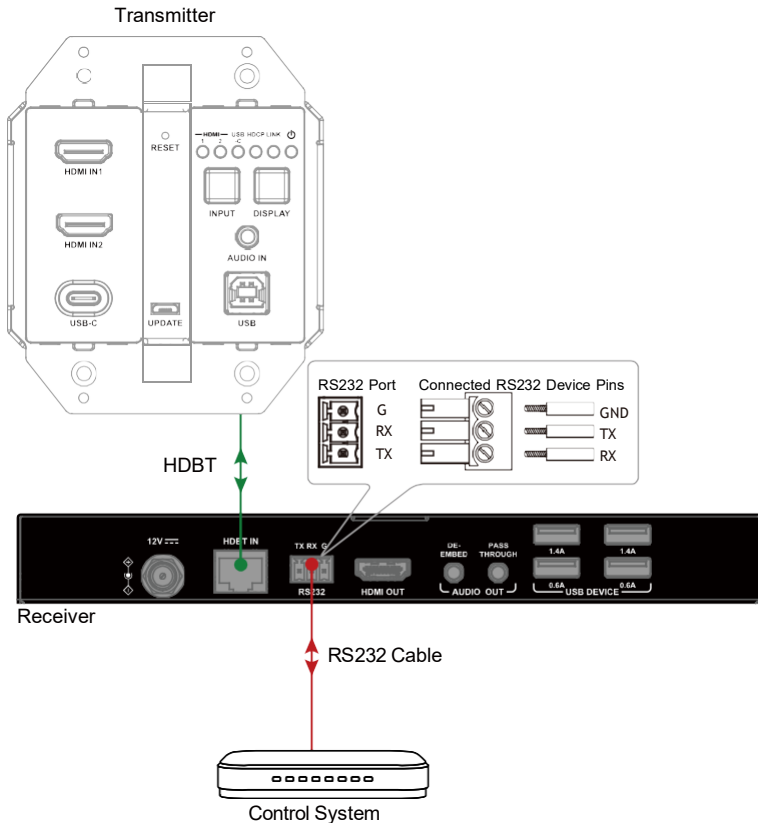 Transmitter
HDMI IN1
HDMI IN2
USB-C
RESET
UPDATE
HDMI USB HDCP LINK
1 2 -C
INPUT DISPLAY
AUDIO IN
USB
RS232 Port Connected RS232 Device Pins
G GND
RX TX
TX RX
HDBT
12V
HDBT IN
TX RX G
RS232
HDMI OUT
DE-
EMBED
PASS
THROUGH
AUDIO OUT
1.4A 1.4A
0.6A 0.6A
USB DEVICE
Receiver
RS232 Cable
Control System